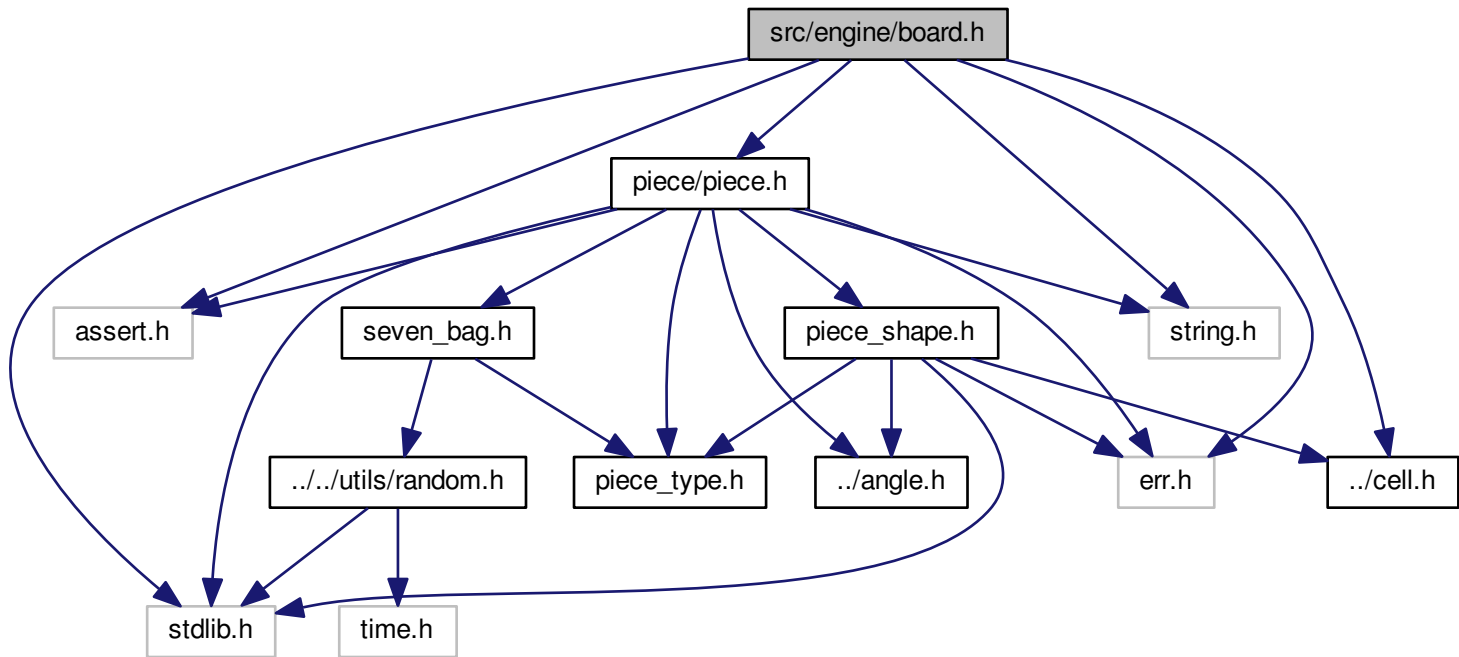 src/engine/board.h
piece/piece.h
assert.h
seven_bag.h
piece_shape.h
string.h
../../utils/random.h
piece_type.h
../angle.h
err.h
../cell.h
stdlib.h
time.h